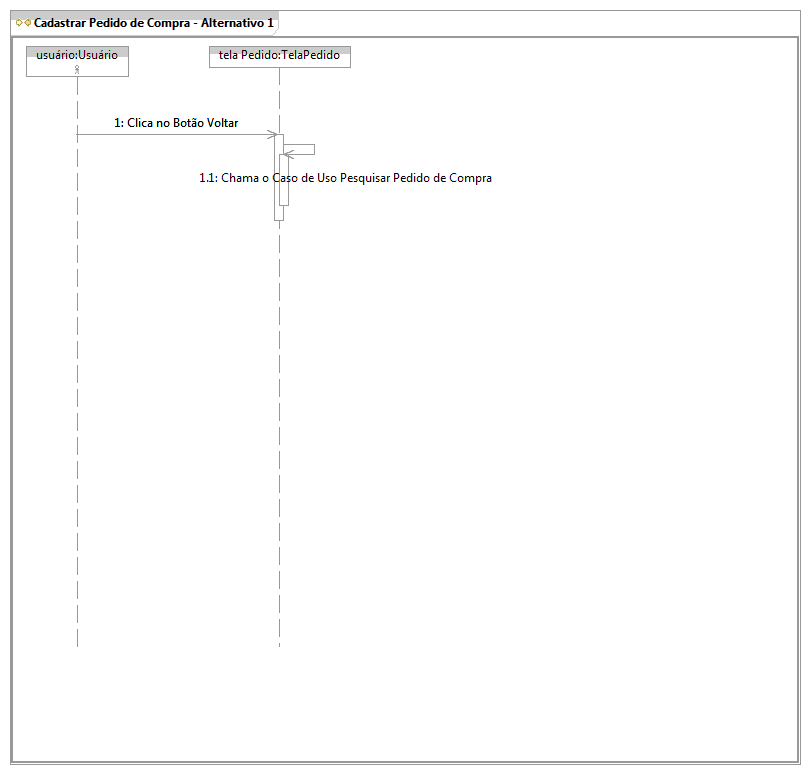 Cadastrar Pedido de Compra - Alternativo 1
usuário:Usuário
tela Pedido:TelaPedido
1: Clica no Botão Voltar
1.1: Chama o Caso de Uso Pesquisar Pedido de Compra